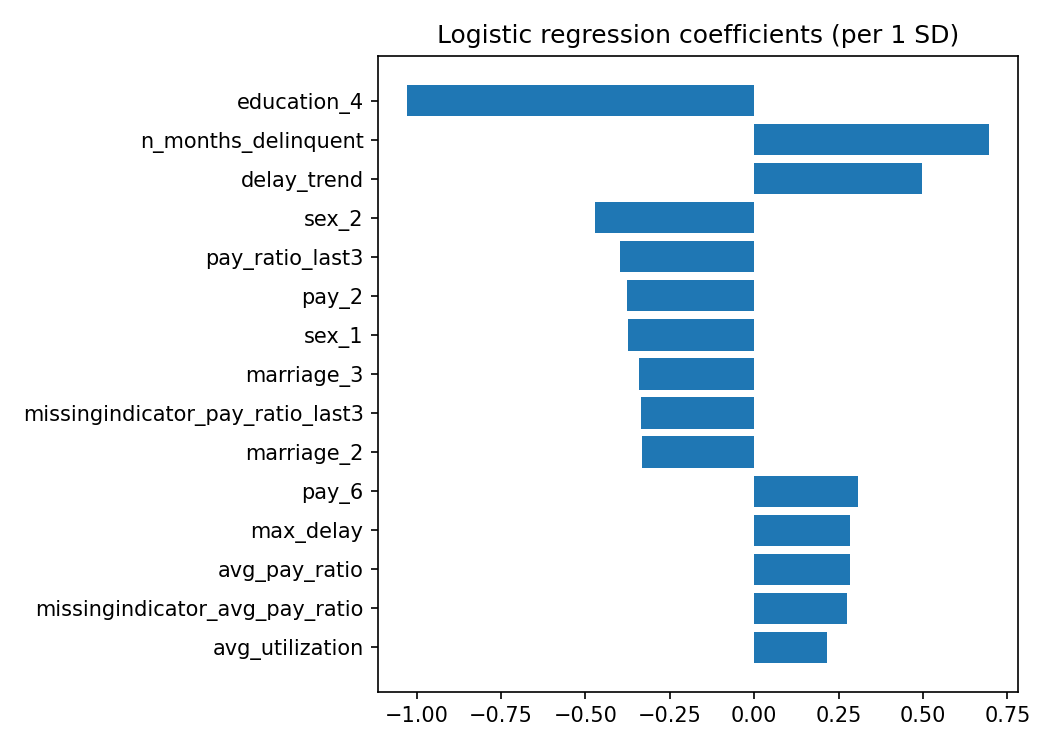 Logistic regression coefficients (per 1 SD)
education_4
n_months_delinquent
delay_trend
sex_2
pay_ratio_last3
pay_2
sex_1
marriage_3
missingindicator_pay_ratio_last3
marriage_2
pay_6
max_delay
avg_pay_ratio
missingindicator_avg_pay_ratio
avg_utilization
−1.00 −0.75 −0.50 −0.25 0.00 0.25 0.50 0.75